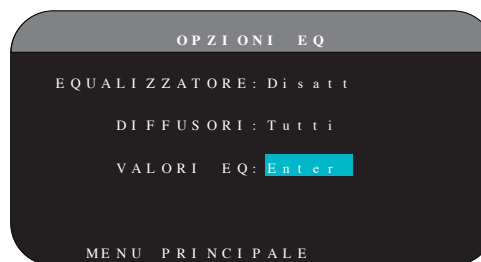 OPZIONI EQ
EQUALIZZATORE: Disatt
DIFFUSORI: Tutti
VALORI EQ: Enter
MENU PRINCIPALE